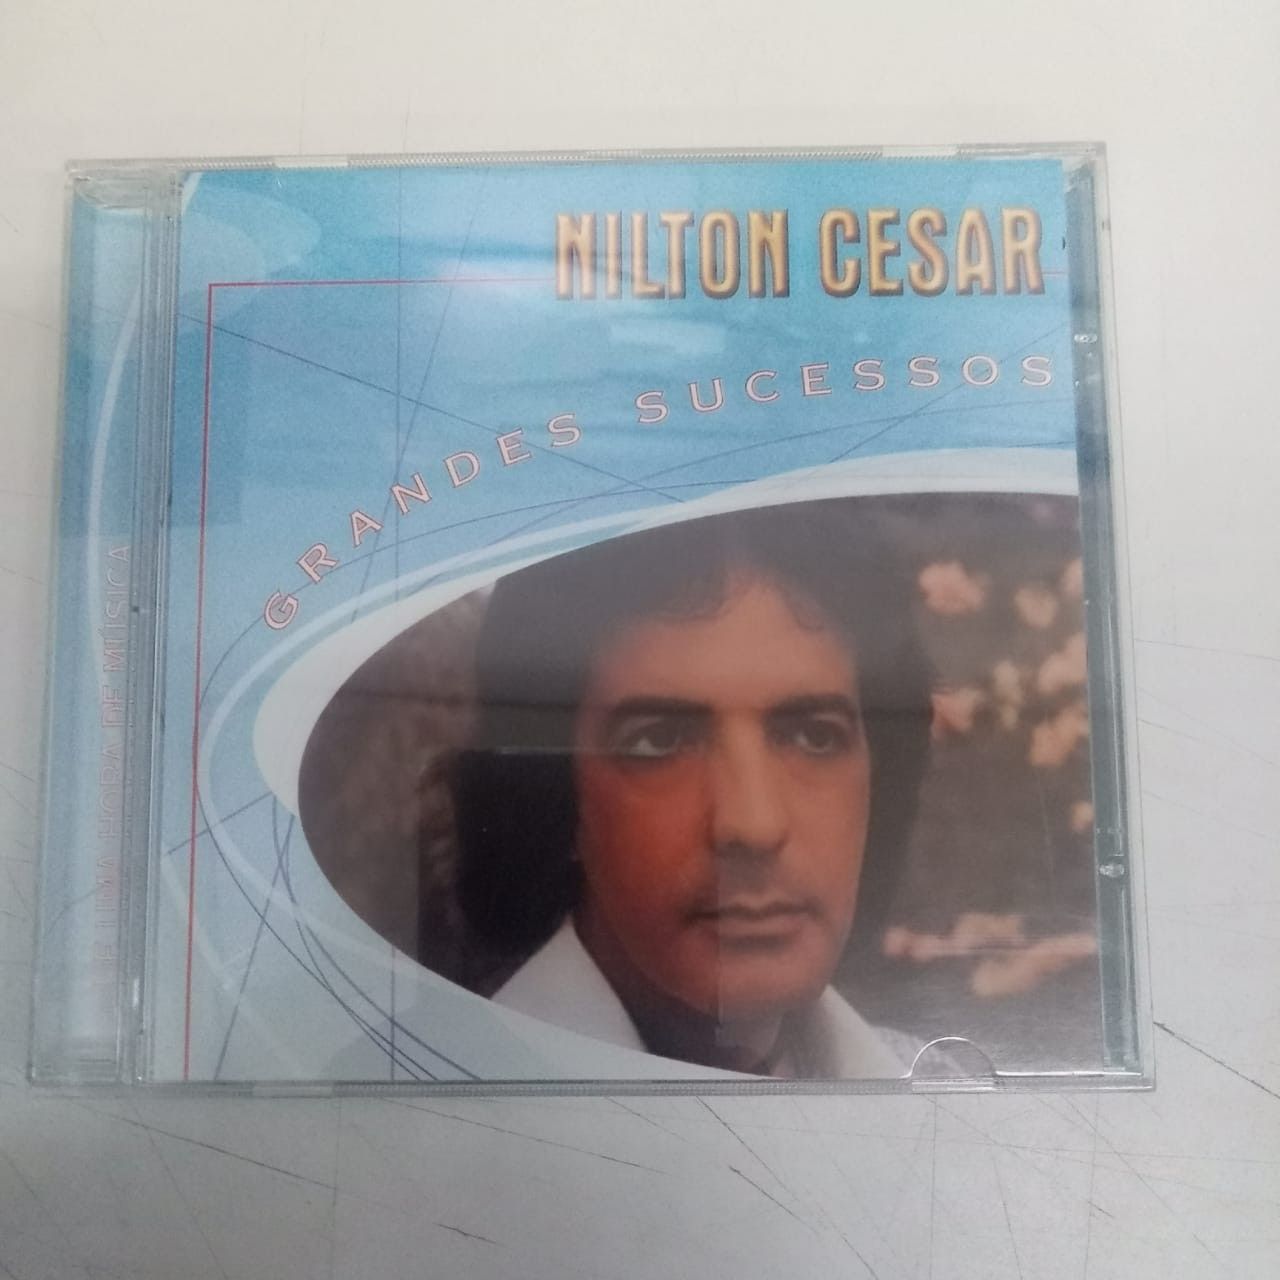 NILTON CESAR
GRANDES SUCESSOS
HORA DE MÚSICA